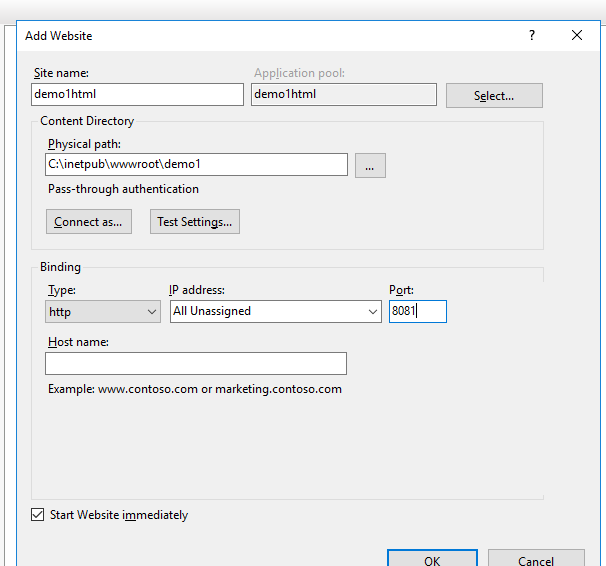 Add Website
?
Site name:
Application pool:
demo1html
demo1html
Select...
Content Directory
Physical path:
C:\inetpub\wwwroot\demo1
...
Pass-through authentication
Connect as...
Test Settings...
Binding
Type:
IP address:
Port:
http
All Unassigned
8081
Host name:
Example: www.contoso.com or marketing.contoso.com
Start Website immediately
OK
Cancel